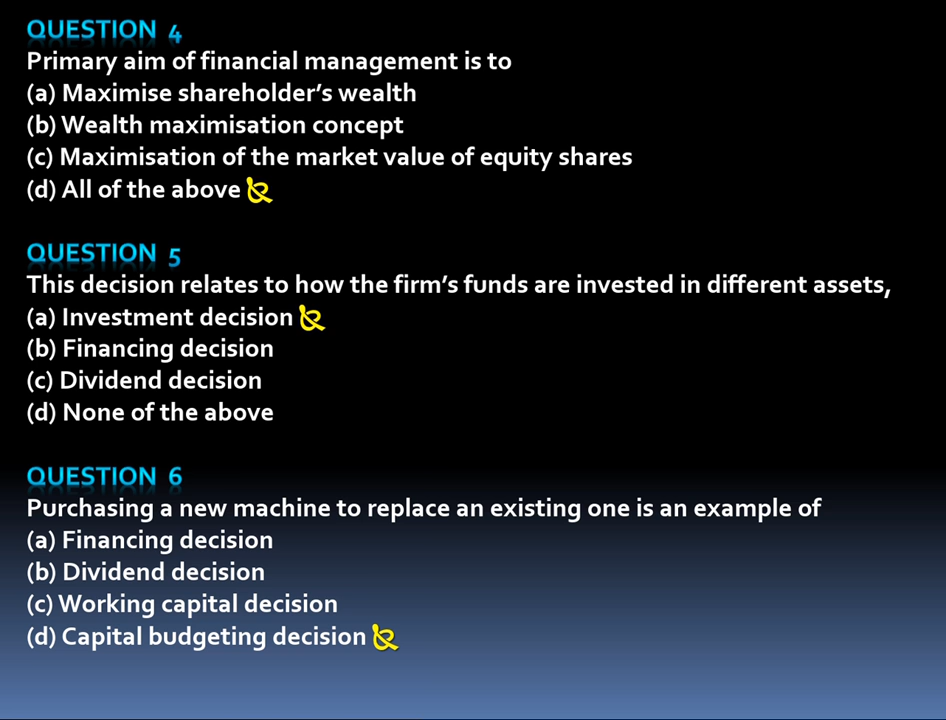 QUESTION 4
Primary aim of financial management is to
(a) Maximise shareholder’s wealth
(b) Wealth maximisation concept
(c) Maximisation of the market value of equity shares
(d) All of the above
QUESTION 5
This decision relates to how the firm’s funds are invested in different assets,
(a) Investment decision
(b) Financing decision
(c) Dividend decision
(d) None of the above
QUESTION 6
Purchasing a new machine to replace an existing one is an example of
(a) Financing decision
(b) Dividend decision
(c) Working capital decision
(d) Capital budgeting decision